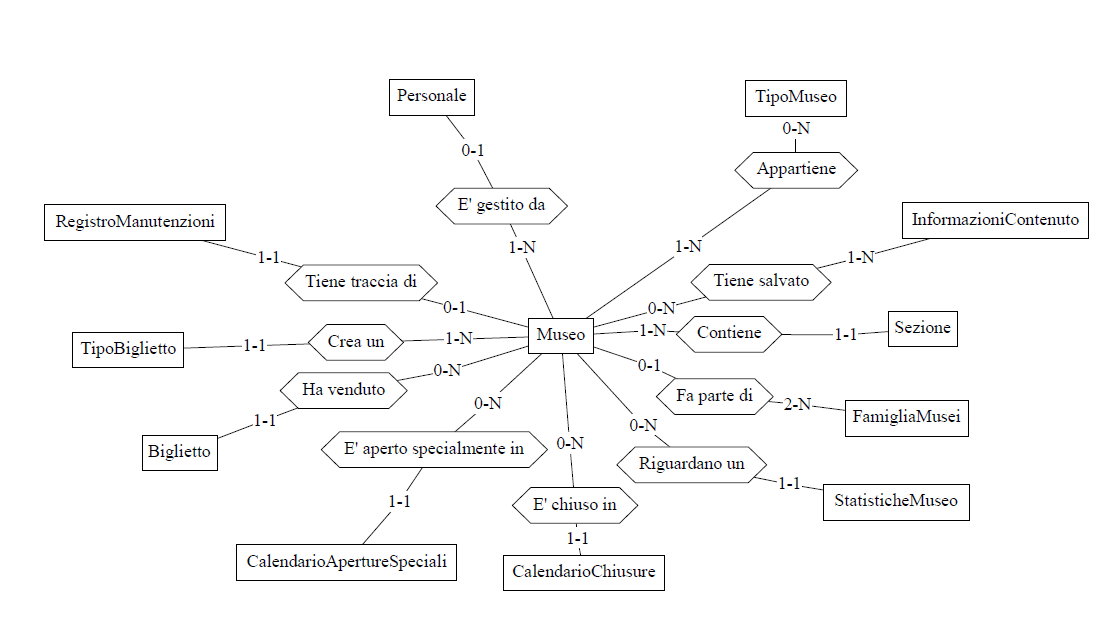 Personale
TipoMuseo
0-N
0-1
Appartiene
E' gestito da
RegistroManutenzioni
InformazioniContenuto
1-N
1-N
1-1
1-N
Tiene traccia di
Tiene salvato
0-1
0-N
Museo
1-N
Contiene
1-1
Sezione
TipoBiglietto
1-1
Crea un
1-N
0-N
0-1
Ha venduto
Fa parte di
2-N
FamigliaMusei
0-N
1-1
0-N
0-N
Biglietto
E' aperto specialmente in
Riguardano un
1-1
StatisticheMuseo
1-1
E' chiuso in
1-1
CalendarioApertureSpeciali
CalendarioChiusure